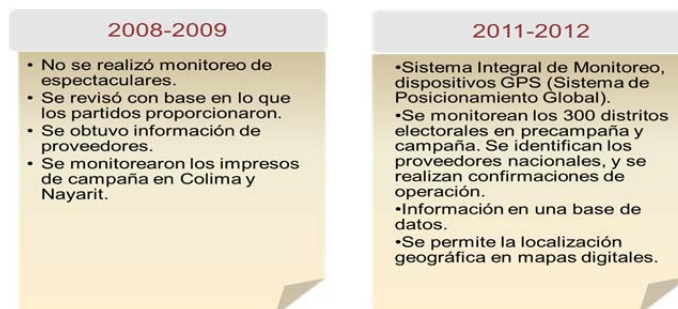 2008-2009
• No se realizó monitoreo de
espectaculares.
• Se revisó con base en lo que
los partidos proporcionaron.
• Se obtuvo información de
proveedores.
• Se monitorearon los impresos
de campaña en Colima y
Nayarit.
2011-2012
•Sistema Integral de Monitoreo,
dispositivos GPS (Sistema de
Posicionamiento Global).
•Se monitorean los 300 distritos
electorales en precampaña y
campaña. Se identifican los
proveedores nacionales, y se
realizan confirmaciones de
operación.
•Información en una base de
datos.
•Se permite la localización
geográfica en mapas digitales.